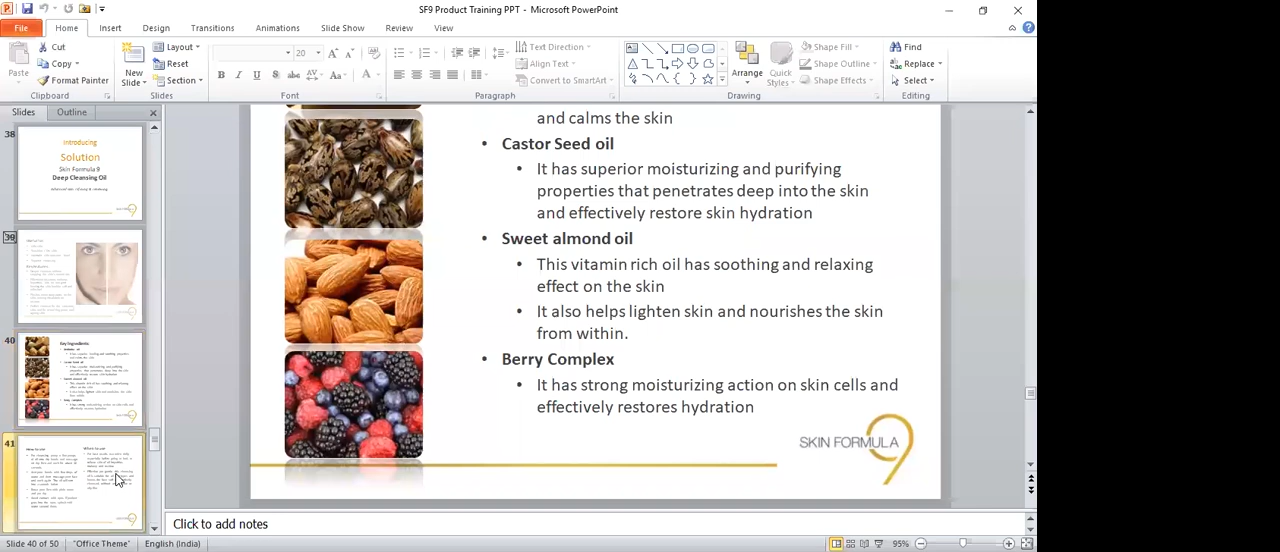 SF9 Product Training PPT - Microsoft PowerPoint
File Home Insert Design Transitions Animations Slide Show Review View
Cut
Copy
Format Painter
Paste
Clipboard
New
Slide
Layout
Reset
Section
Slides
20
Font
Text Direction
Align Text
Convert to SmartArt
Paragraph
Arrange
Quick
Styles
Shape Fill
Shape Outline
Shape Effects
Drawing
Find
Replace
Select
Editing
Slides Outline
38
Introducing
Solution
Skin Formula 9
Deep Cleansing Oil
39
40
Key Ingredients
41
and calms the skin
• Castor Seed oil
• It has superior moisturizing and purifying
properties that penetrates deep into the skin
and effectively restore skin hydration
• Sweet almond oil
• This vitamin rich oil has soothing and relaxing
effect on the skin
• It also helps lighten skin and nourishes the skin
from within.
• Berry Complex
• It has strong moisturizing action on skin cells and
effectively restores hydration
SKIN FORMULA 9
Click to add notes
Slide 40 of 50 "Office Theme" English (India) 95%